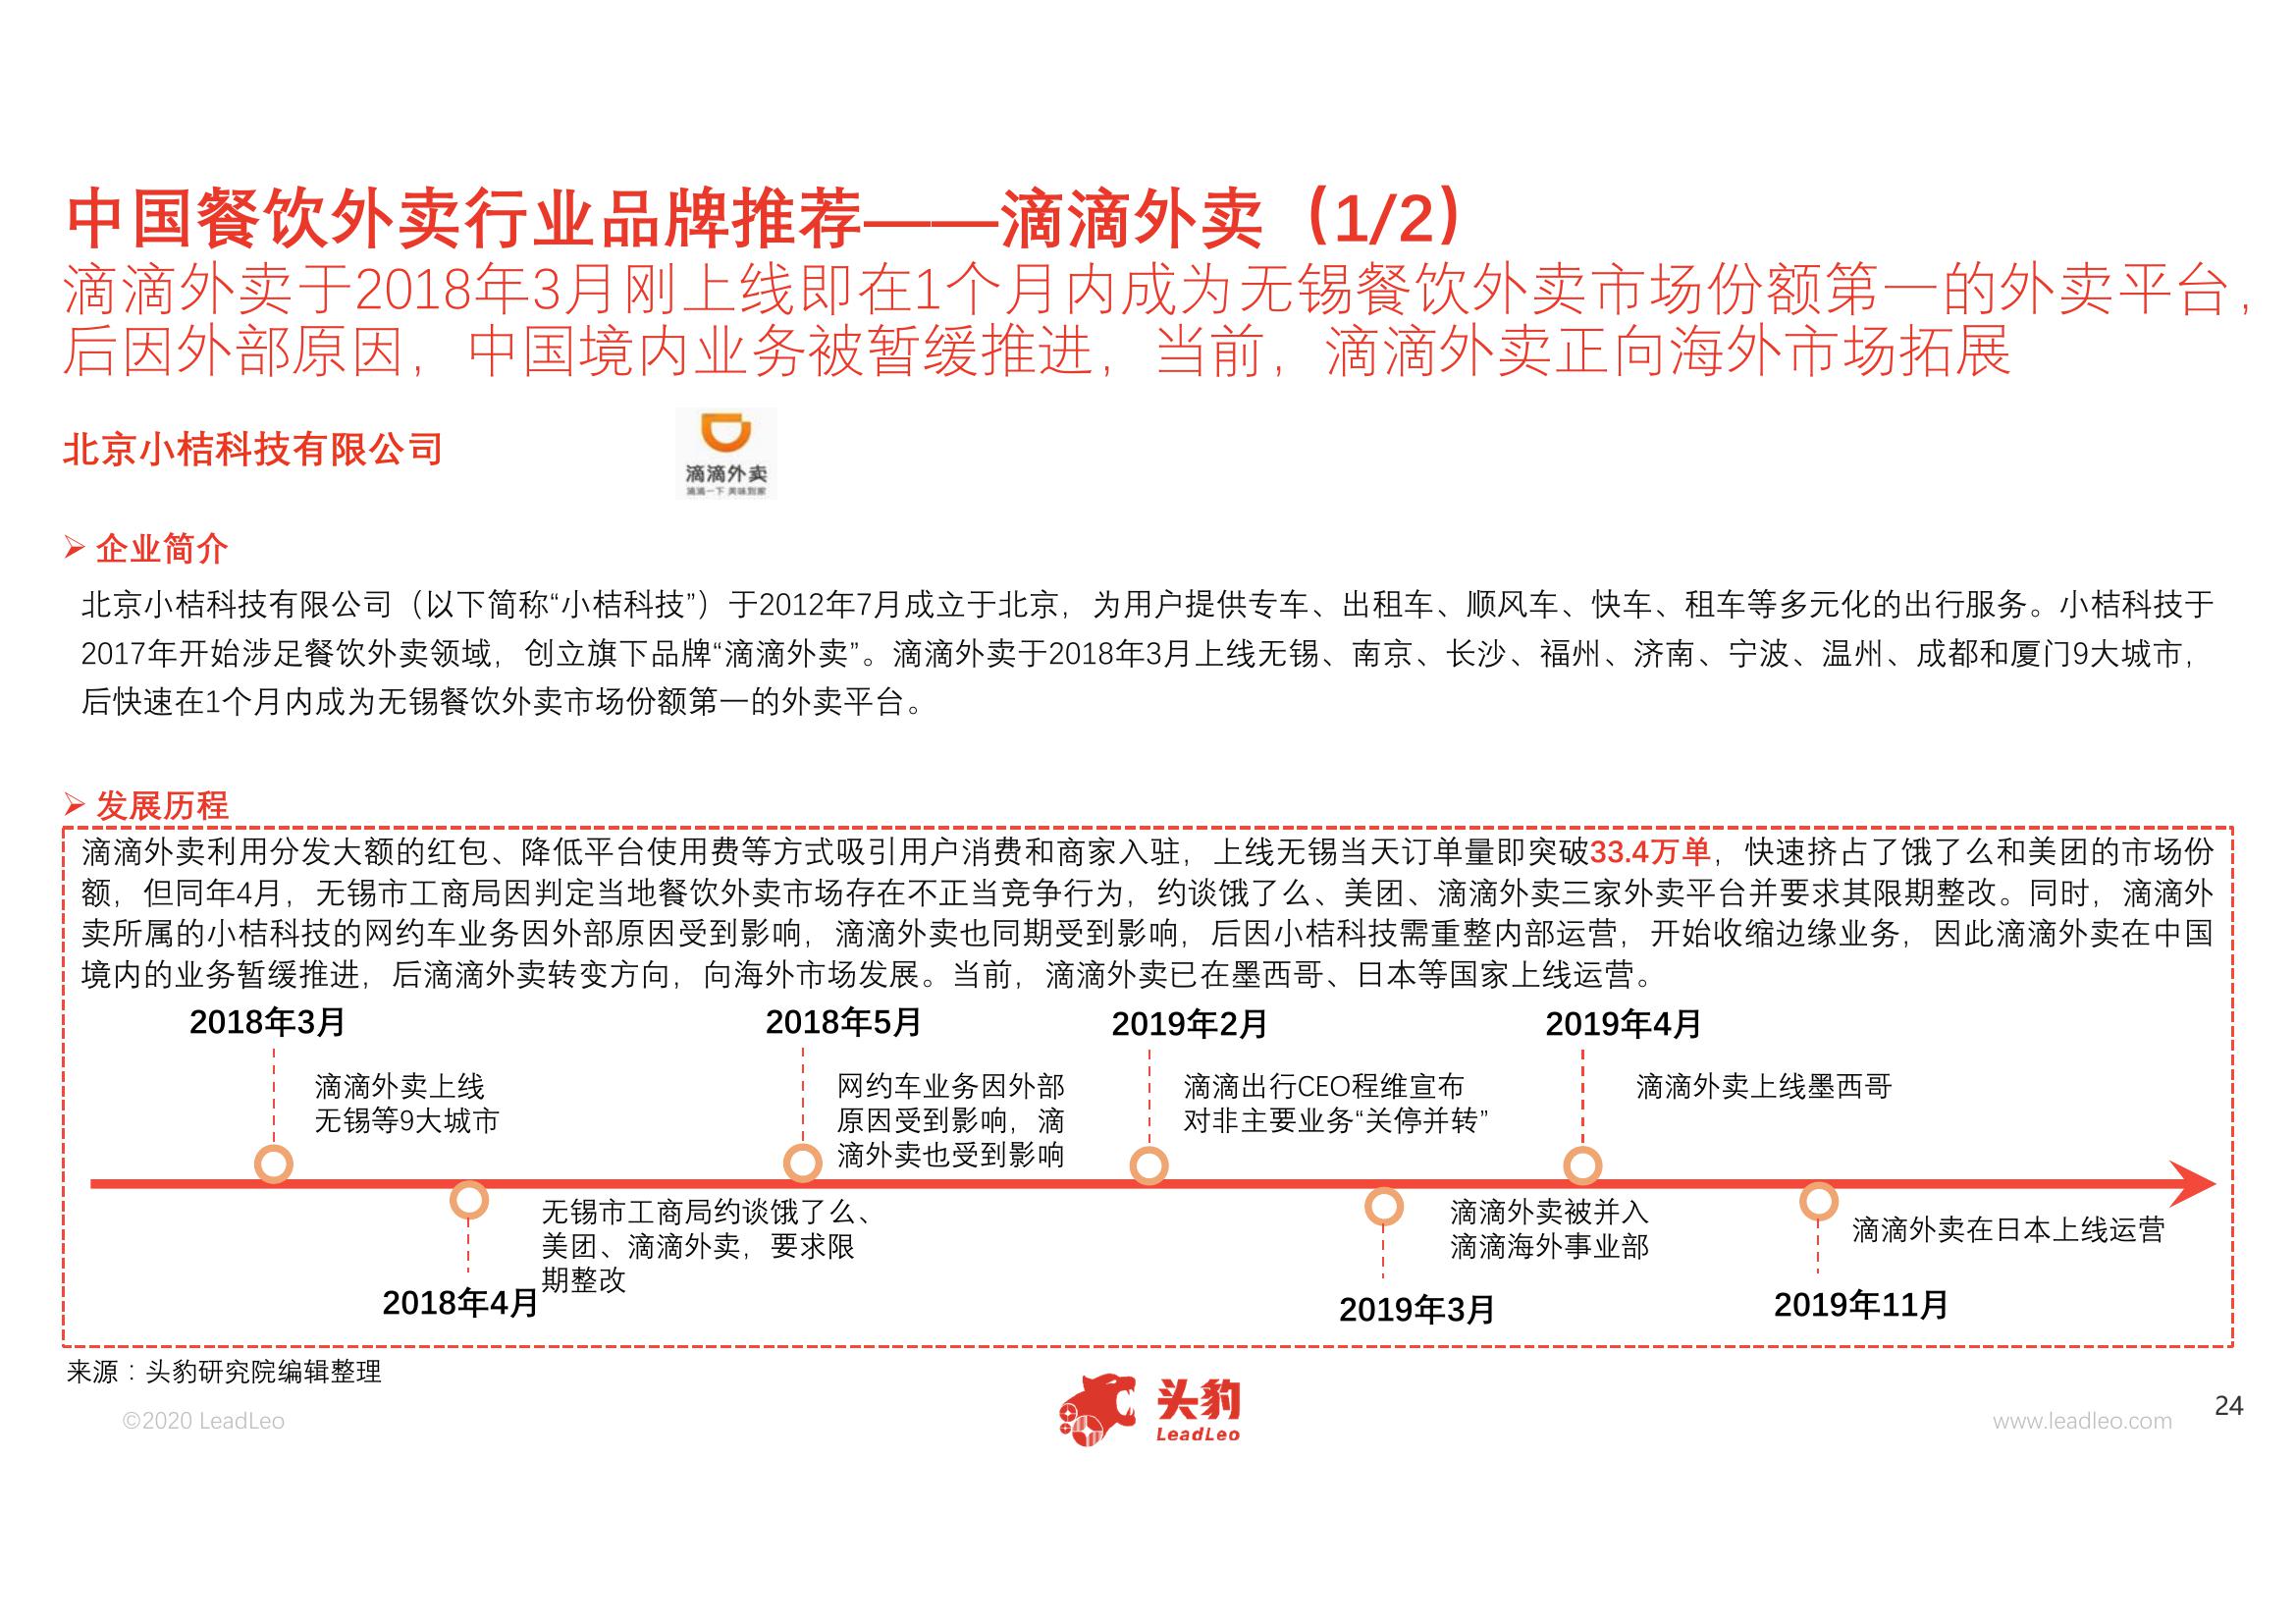 中国餐饮外卖行业品牌推荐——滴滴外卖（1/2）
滴滴外卖于2018年3月刚上线即在1个月内成为无锡餐饮外卖市场份额第一的外卖平台，
后因外部原因，中国境内业务被暂缓推进，当前，滴滴外卖正向海外市场拓展
北京小桔科技有限公司
滴滴外卖
滴滴一下 美味到家
企业简介
北京小桔科技有限公司（以下简称“小桔科技”）于2012年7月成立于北京，为用户提供专车、出租车、顺风车、快车、租车等多元化的出行服务。小桔科技于
2017年开始涉足餐饮外卖领域，创立旗下品牌“滴滴外卖”。滴滴外卖于2018年3月上线无锡、南京、长沙、福州、济南、宁波、温州、成都和厦门9大城市，
后快速在1个月内成为无锡餐饮外卖市场份额第一的外卖平台。
发展历程
滴滴外卖利用分发大额的红包、降低平台使用费等方式吸引用户消费和商家入驻，上线无锡当天订单量即突破33.4万单，快速挤占了饿了么和美团的市场份
额，但同年4月，无锡市工商局因判定当地餐饮外卖市场存在不正当竞争行为，约谈饿了么、美团、滴滴外卖三家外卖平台并要求其限期整改。同时，滴滴外
卖所属的小桔科技的网约车业务因外部原因受到影响，滴滴外卖也同期受到影响，后因小桔科技需重整内部运营，开始收缩边缘业务，因此滴滴外卖在中国
境内的业务暂缓推进，后滴滴外卖转变方向，向海外市场发展。当前，滴滴外卖已在墨西哥、日本等国家上线运营。
2018年3月
滴滴外卖上线
无锡等9大城市
2018年4月
无锡市工商局约谈饿了么、
美团、滴滴外卖，要求限
期整改
2018年5月
网约车业务因外部
原因受到影响，滴
滴外卖也受到影响
2019年2月
滴滴出行CEO程维宣布
对非主要业务“关停并转”
2019年3月
滴滴外卖被并入
滴滴海外事业部
2019年4月
滴滴外卖上线墨西哥
2019年11月
滴滴外卖在日本上线运营
来源：头豹研究院编辑整理
©2020 LeadLeo
头豹
LeadLeo
www.leadleo.com
24